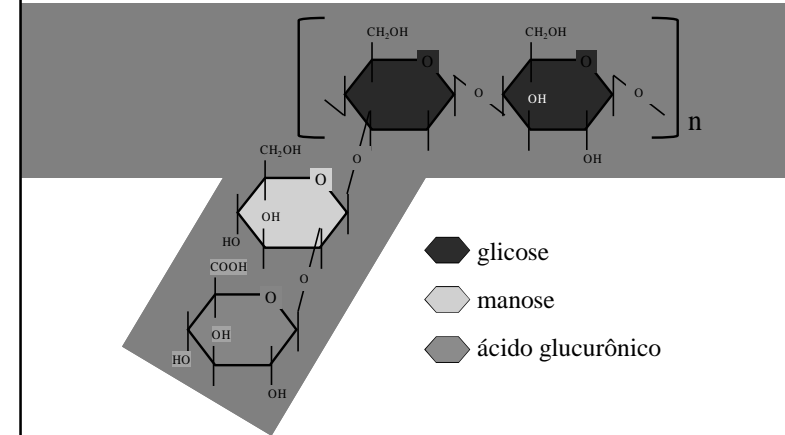 CH₂OH CH₂OH
O O
O O
OH
n
OH
CH₂OH
O
O
OH
HO
glicose
COOH
O
O
manose
OH
HO
ácido glucurônico
OH